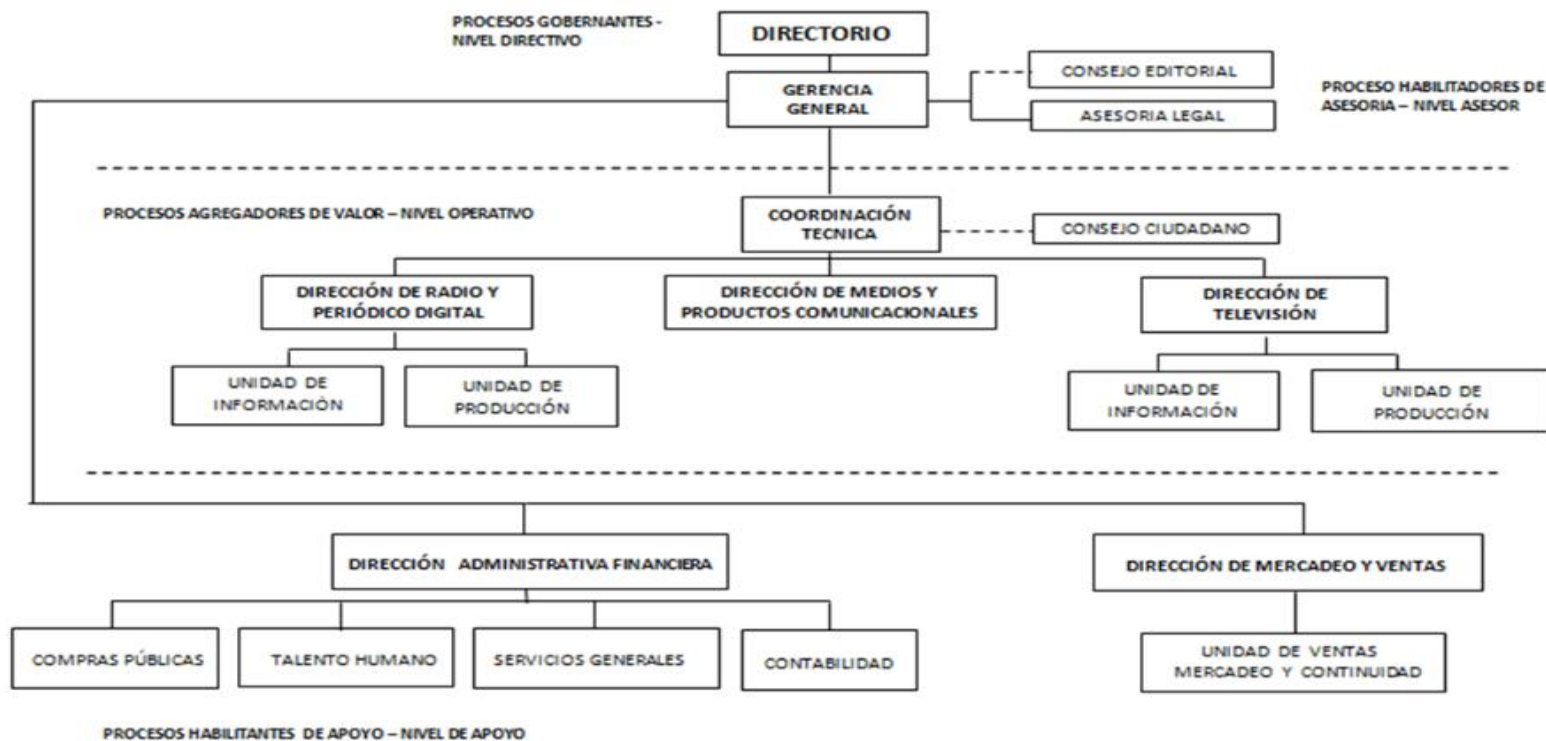 PROCESOS GOBERNANTES -
NIVEL DIRECTIVO
DIRECTORIO
GERENCIA
GENERAL
CONSEJO EDITORIAL
ASESORIA LEGAL
PROCESO HABILITADORES DE
ASESORIA – NIVEL ASESOR
PROCESOS AGREGADORES DE VALOR – NIVEL OPERATIVO
COORDINACIÓN
TECNICA
CONSEJO CIUDADANO
DIRECCIÓN DE RADIO Y
PERIÓDICO DIGITAL
DIRECCIÓN DE MEDIOS Y
PRODUCTOS COMUNICACIONALES
DIRECCIÓN DE
TELEVISIÓN
UNIDAD DE
INFORMACIÓN
UNIDAD DE
PRODUCCIÓN
UNIDAD DE
INFORMACIÓN
UNIDAD DE
PRODUCCIÓN
DIRECCIÓN ADMINISTRATIVA FINANCIERA
DIRECCIÓN DE MERCADEO Y VENTAS
COMPRAS PÚBLICAS
TALENTO HUMANO
SERVICIOS GENERALES
CONTABILIDAD
UNIDAD DE VENTAS
MERCADEO Y CONTINUIDAD
PROCESOS HABILITANTES DE APOYO – NIVEL DE APOYO